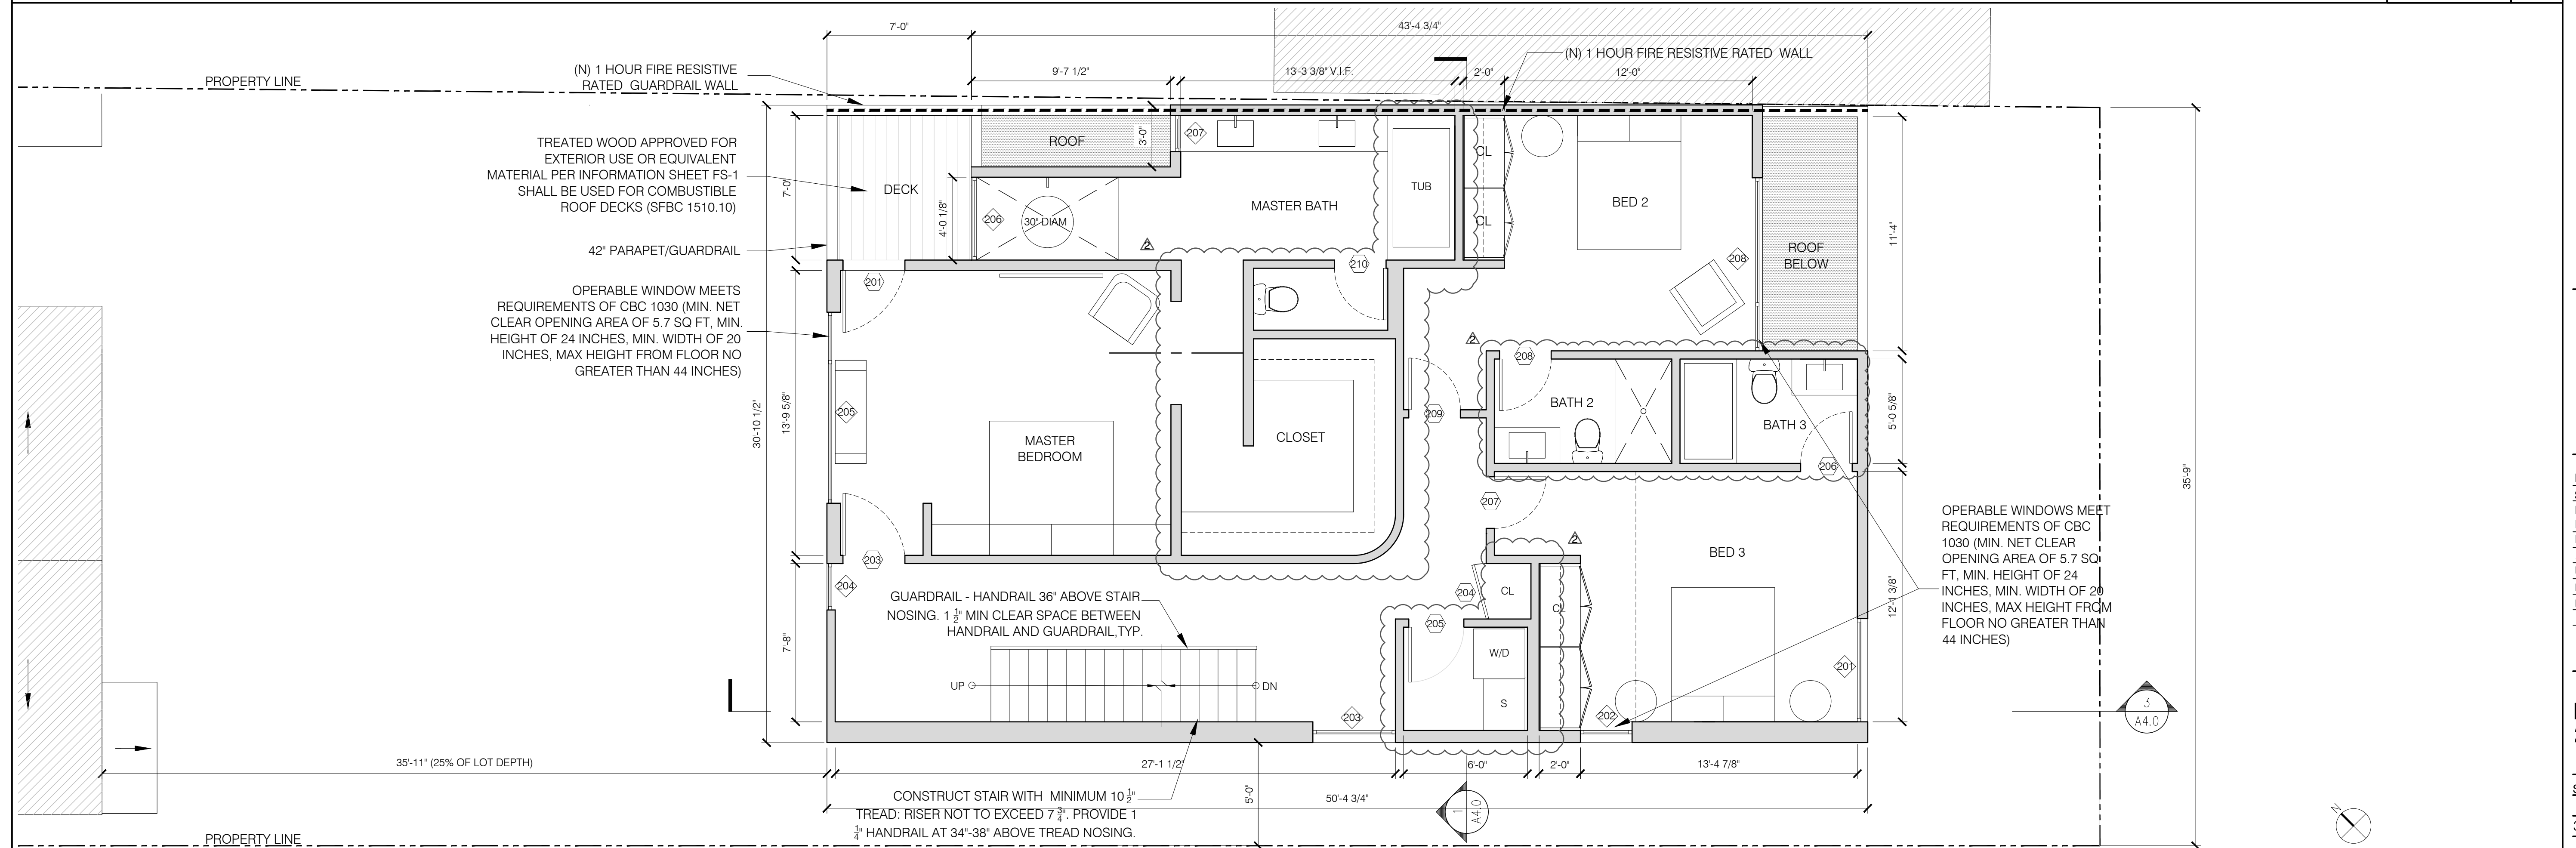 7'-0"
43'-4 3/4"
(N) 1 HOUR FIRE RESISTIVE
RATED GUARDRAIL WALL
(N) 1 HOUR FIRE RESISTIVE RATED WALL
PROPERTY LINE
9'-7 1/2"
13'-3 3/8" V.I.F.
2'-0"
12'-0"
TREATED WOOD APPROVED FOR
EXTERIOR USE OR EQUIVALENT
MATERIAL PER INFORMATION SHEET FS-1
SHALL BE USED FOR COMBUSTIBLE
ROOF DECKS (SFBC 1510.10)
7'-0"
DECK
ROOF
3'-0"
207
4'-0 1/8"
206
30" DIAM
MASTER BATH
TUB
CL
CL
BED 2
ROOF
BELOW
11'-4"
42" PARAPET/GUARDRAIL
2
210
208
201
OPERABLE WINDOW MEETS
REQUIREMENTS OF CBC 1030 (MIN. NET
CLEAR OPENING AREA OF 5.7 SQ FT, MIN.
HEIGHT OF 24 INCHES, MIN. WIDTH OF 20
INCHES, MAX HEIGHT FROM FLOOR NO
GREATER THAN 44 INCHES)
2
208
30'-10 1/2"
13'-9 5/8"
205
MASTER
BEDROOM
CLOSET
209
BATH 2
BATH 3
5'-0 5/8"
206
35'-9"
207
2
BED 3
OPERABLE WINDOWS MEET
REQUIREMENTS OF CBC
1030 (MIN. NET CLEAR
OPENING AREA OF 5.7 SQ
FT, MIN. HEIGHT OF 24
INCHES, MIN. WIDTH OF 20
INCHES, MAX HEIGHT FROM
FLOOR NO GREATER THAN
44 INCHES)
203
204
GUARDRAIL - HANDRAIL 36" ABOVE STAIR
NOSING. 1 1/2" MIN CLEAR SPACE BETWEEN
HANDRAIL AND GUARDRAIL,TYP.
204
CL
CL
12'-1 3/8"
7'-8"
205
W/D
S
201
UP
DN
203
202
3
A4.0
35'-11" (25% OF LOT DEPTH)
27'-1 1/2"
6'-0"
2'-0"
13'-4 7/8"
CONSTRUCT STAIR WITH MINIMUM 10 1/2"
TREAD: RISER NOT TO EXCEED 7 3/4". PROVIDE 1
1/4" HANDRAIL AT 34"-38" ABOVE TREAD NOSING.
5'-0"
50'-4 3/4"
1
A4.0
N
PROPERTY LINE